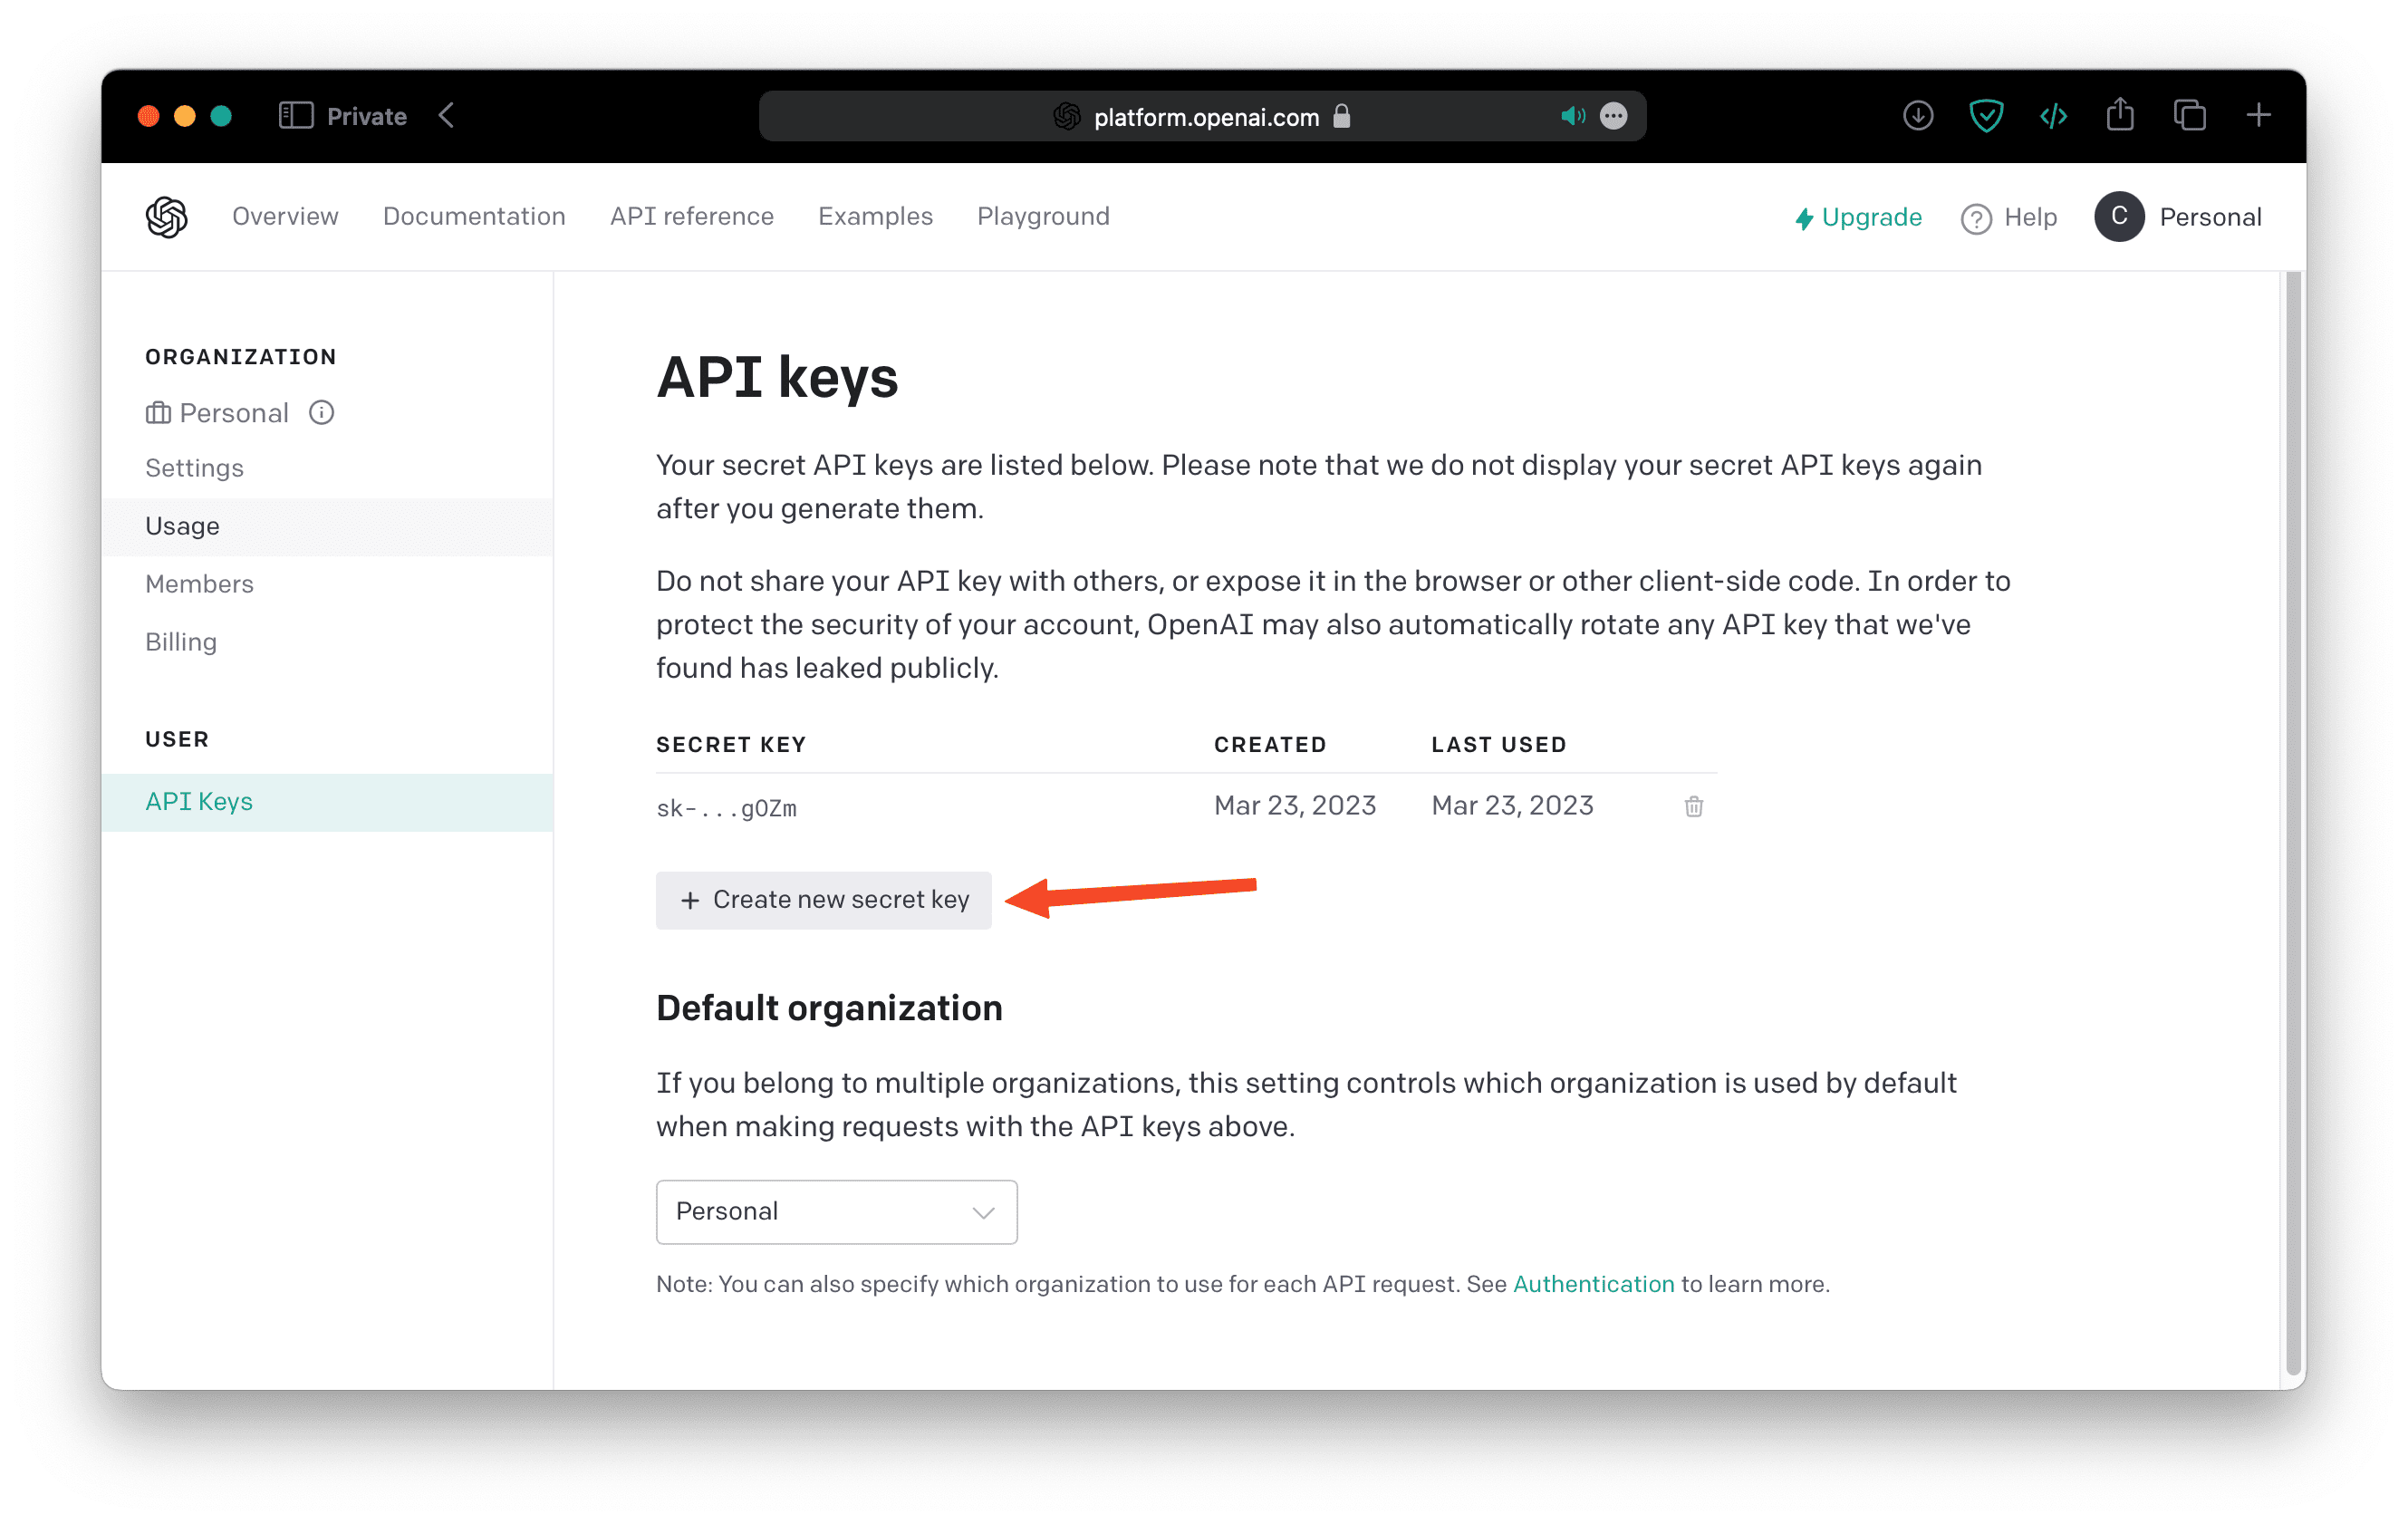 Private
platform.openai.com
Overview Documentation API reference Examples Playground
Upgrade Help C Personal
ORGANIZATION
Personal
Settings
Usage
Members
Billing
USER
API Keys
API keys
Your secret API keys are listed below. Please note that we do not display your secret API keys again
after you generate them.
Do not share your API key with others, or expose it in the browser or other client-side code. In order to
protect the security of your account, OpenAI may also automatically rotate any API key that we've
found has leaked publicly.
SECRET KEY CREATED LAST USED
sk-...gOZm Mar 23, 2023 Mar 23, 2023
+ Create new secret key
Default organization
If you belong to multiple organizations, this setting controls which organization is used by default
when making requests with the API keys above.
Personal
Note: You can also specify which organization to use for each API request. See Authentication to learn more.